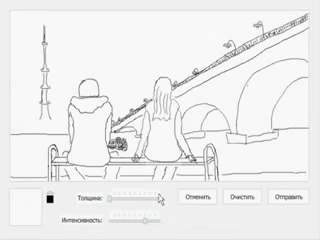 Толщина:
Отменить
Очистить
Отправить
Интенсивность: